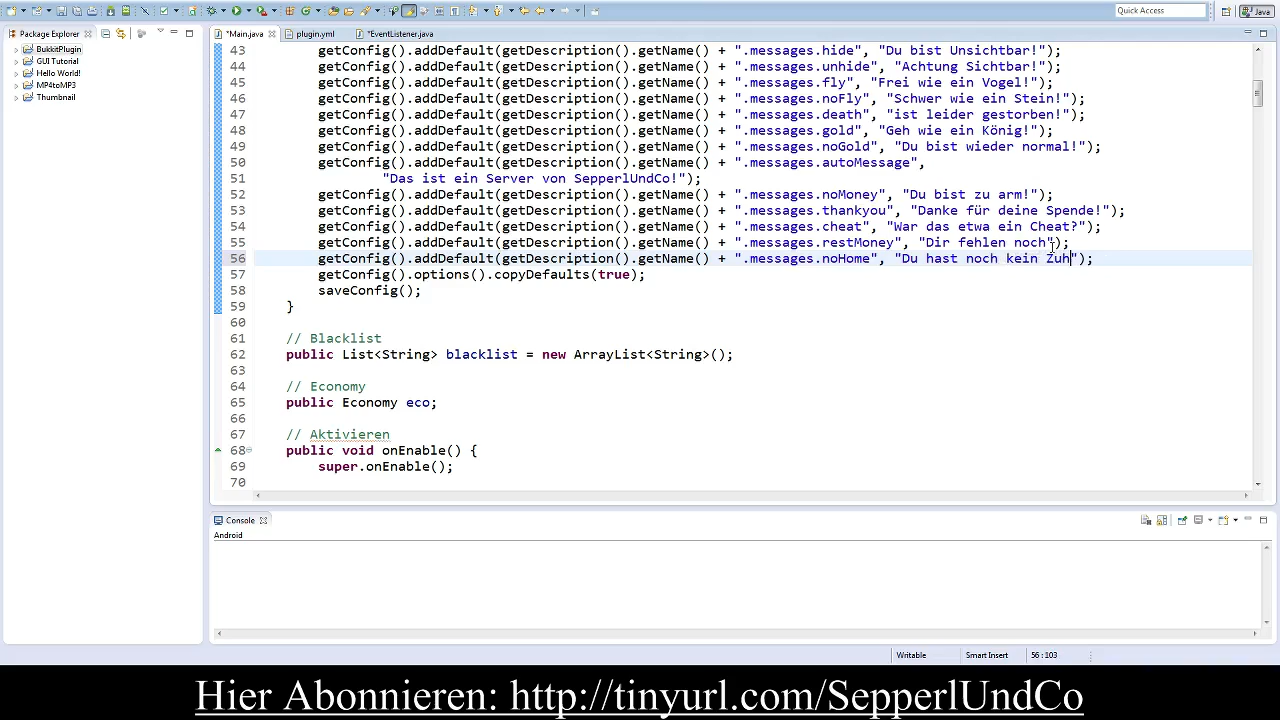 Quick Access
Java
Package Explorer
BukkitPlugin
GUI Tutorial
Hello World!
MP4toMP3
Thumbnail
*Main.java
plugin.yml
*EventListener.java
43 getConfig().addDefault(getDescription().getName() + ".messages.hide", "Du bist Unsichtbar!");
44 getConfig().addDefault(getDescription().getName() + ".messages.unhide", "Achtung Sichtbar!");
45 getConfig().addDefault(getDescription().getName() + ".messages.fly", "Frei wie ein Vogel!");
46 getConfig().addDefault(getDescription().getName() + ".messages.noFly", "Schwer wie ein Stein!");
47 getConfig().addDefault(getDescription().getName() + ".messages.death", "ist leider gestorben!");
48 getConfig().addDefault(getDescription().getName() + ".messages.gold", "Geh wie ein König!");
49 getConfig().addDefault(getDescription().getName() + ".messages.noGold", "Du bist wieder normal!");
50 getConfig().addDefault(getDescription().getName() + ".messages.autoMessage",
51 "Das ist ein Server von SepperlUndCo!");
52 getConfig().addDefault(getDescription().getName() + ".messages.noMoney", "Du bist zu arm!");
53 getConfig().addDefault(getDescription().getName() + ".messages.thankyou", "Danke für deine Spende!");
54 getConfig().addDefault(getDescription().getName() + ".messages.cheat", "War das etwa ein Cheat?");
55 getConfig().addDefault(getDescription().getName() + ".messages.restMoney", "Dir fehlen noch");
56 getConfig().addDefault(getDescription().getName() + ".messages.noHome", "Du hast noch kein Zuh");
57 getConfig().options().copyDefaults(true);
58 saveConfig();
59 }
60
61 // Blacklist
62 public List<String> blacklist = new ArrayList<String>();
63
64 // Economy
65 public Economy eco;
66
67 // Aktivieren
68 public void onEnable() {
69 super.onEnable();
70
Console
Android
Writable
Smart Insert
56 : 103
Hier Abonnieren: http://tinyurl.com/SepperlUndCo